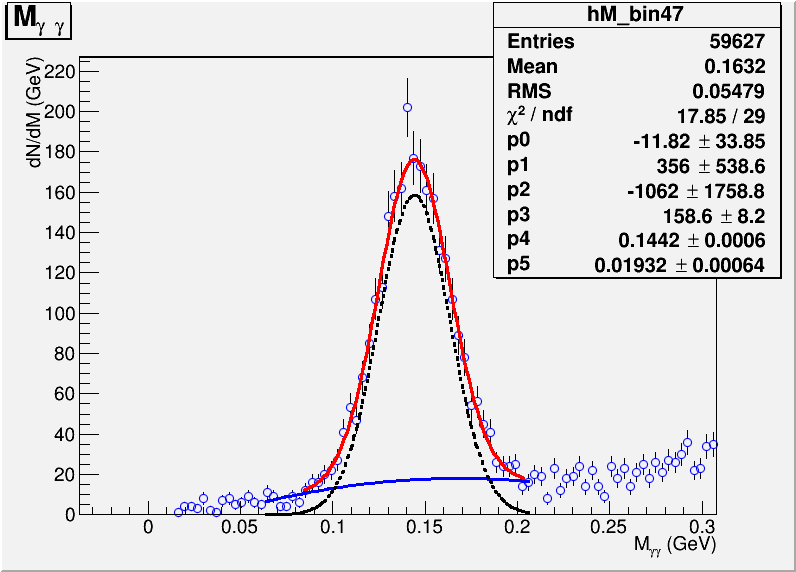 M γ γ
hM_bin47
Entries 59627
Mean 0.1632
RMS 0.05479
χ² / ndf 17.85 / 29
p0 -11.82 ± 33.85
p1 356 ± 538.6
p2 -1062 ± 1758.8
p3 158.6 ± 8.2
p4 0.1442 ± 0.0006
p5 0.01932 ± 0.00064
dN/dM (GeV)
220
200
180
160
140
120
100
80
60
40
20
0
0 0.05 0.1 0.15 0.2 0.25 0.3
Mγγ (GeV)